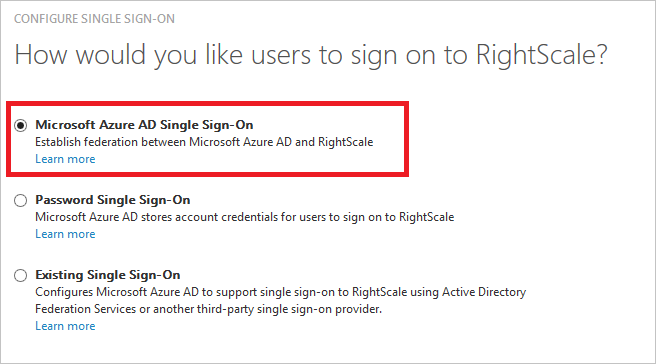 CONFIGURE SINGLE SIGN-ON
How would you like users to sign on to RightScale?
Microsoft Azure AD Single Sign-On
Establish federation between Microsoft Azure AD and RightScale
Learn more
Password Single Sign-On
Microsoft Azure AD stores account credentials for users to sign on to RightScale
Learn more
Existing Single Sign-On
Configures Microsoft Azure AD to support single sign-on to RightScale using Active Directory
Federation Services or another third-party single sign-on provider.
Learn more